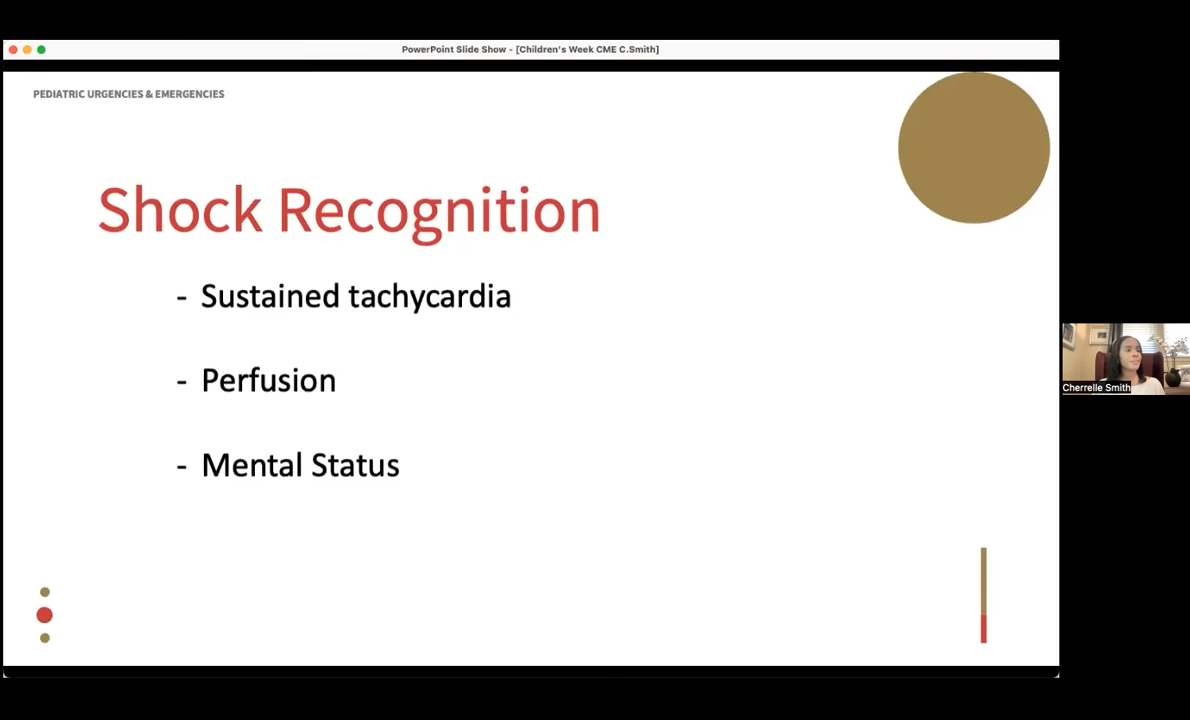 PowerPoint Slide Show - [Children's Week CME C.Smith]
PEDIATRIC URGENCIES & EMERGENCIES
Shock Recognition
- Sustained tachycardia
- Perfusion
- Mental Status
Cherrelle Smith